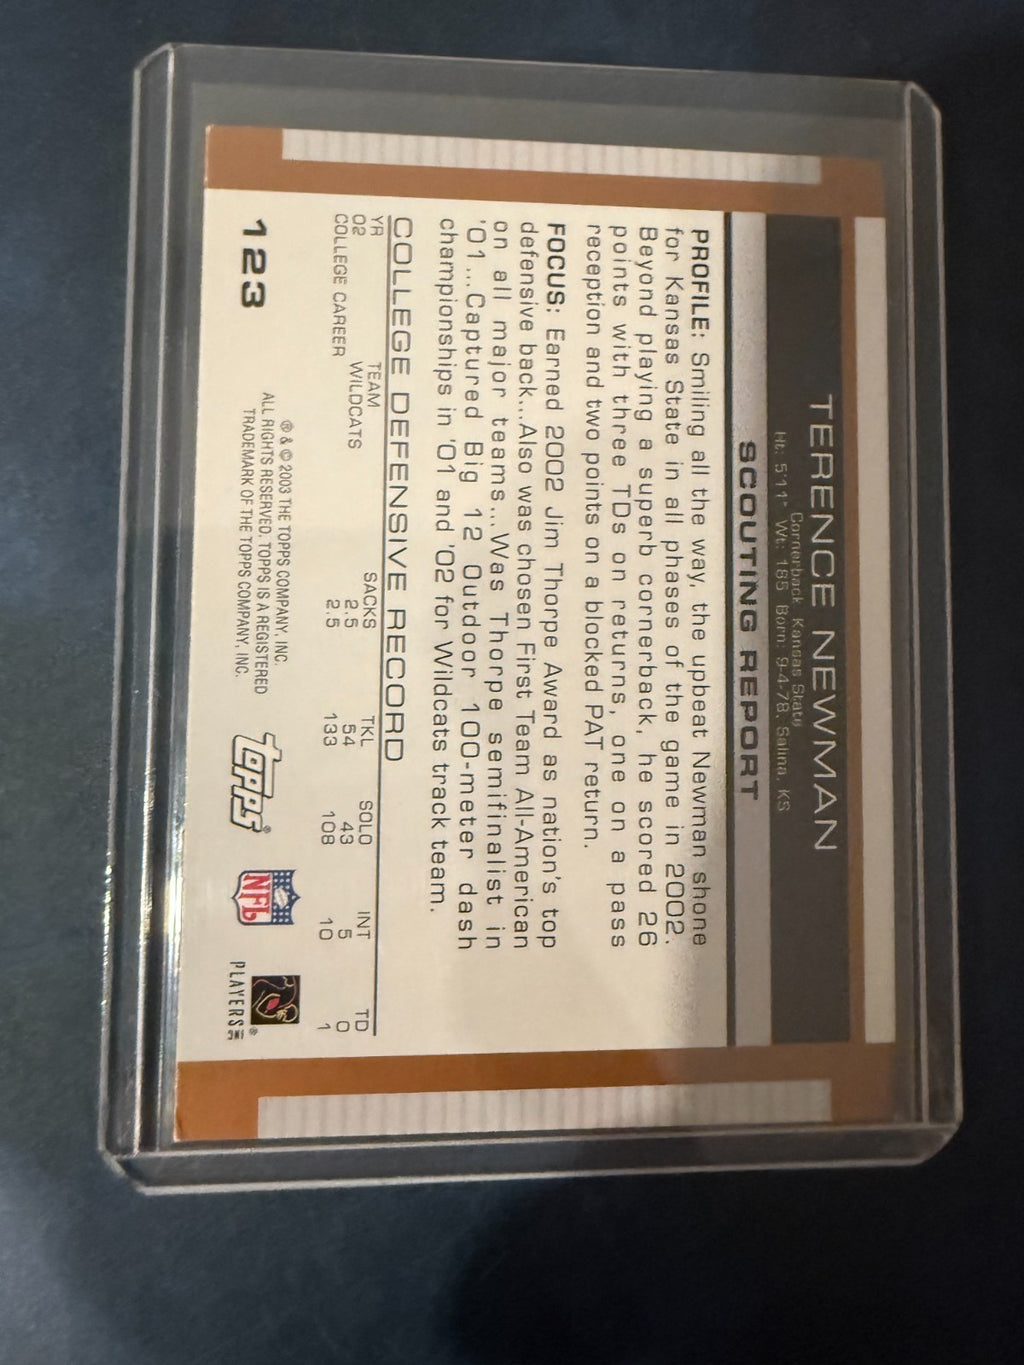 TERENCE NEWMAN
Cornerback Kansas State
Ht: 5'11" Wt: 185 Born: 9-4-78, Salina, KS
SCOUTING REPORT
PROFILE: Smiling all the way, the upbeat Newman shone
for Kansas State in all phases of the game in 2002.
Beyond playing a superb cornerback, he scored 26
points with three TDs on returns, one on a pass
reception and two points on a blocked PAT return.
FOCUS: Earned 2002 Jim Thorpe Award as nation's top
defensive back...Also was chosen First Team All-American
on all major teams...Was Thorpe semifinalist in
'01...Captured Big 12 Outdoor 100-meter dash
championships in '01 and '02 for Wildcats track team.
COLLEGE DEFENSIVE RECORD
YR TEAM SACKS TKL SOLO INT TD
02 WILDCATS 2.5 54 43 5 0
COLLEGE CAREER 2.5 133 108 10 1
123
® & © 2003 THE TOPPS COMPANY, INC.
ALL RIGHTS RESERVED. TOPPS IS A REGISTERED
TRADEMARK OF THE TOPPS COMPANY, INC.
topps®
NFL
PLAYERS INC